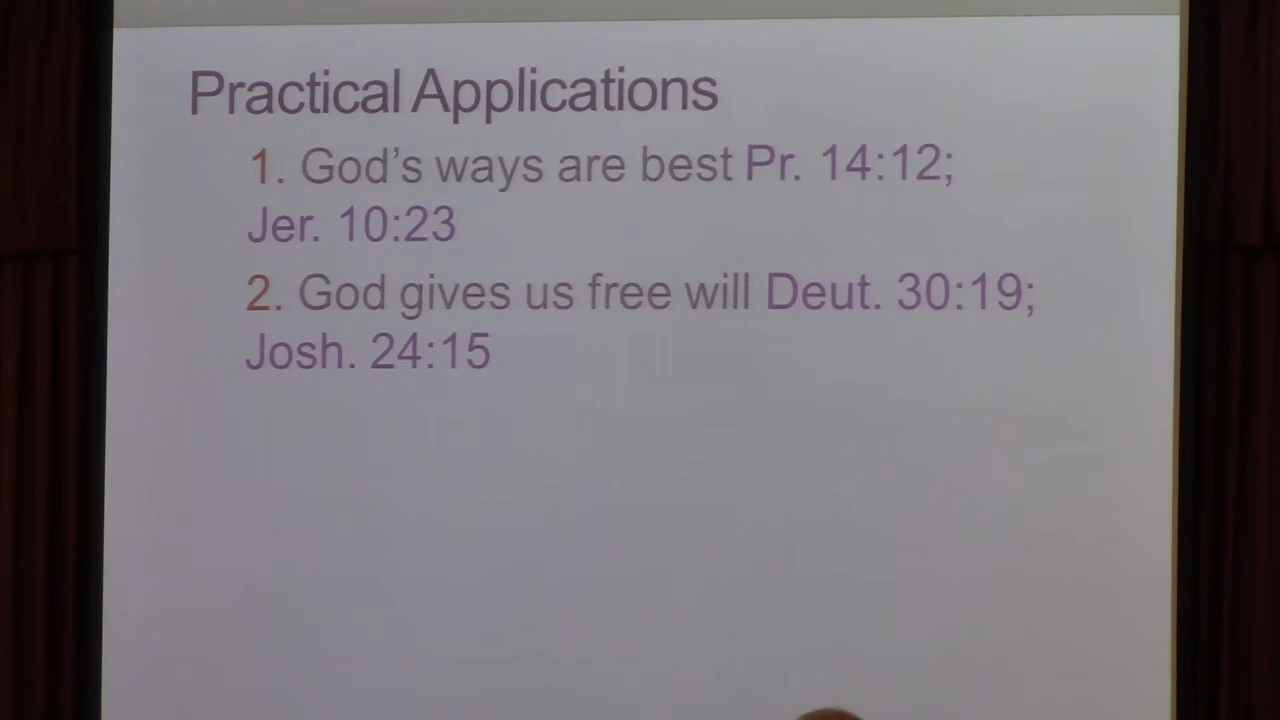 Practical Applications
1. God's ways are best Pr. 14:12;
Jer. 10:23
2. God gives us free will Deut. 30:19;
Josh. 24:15